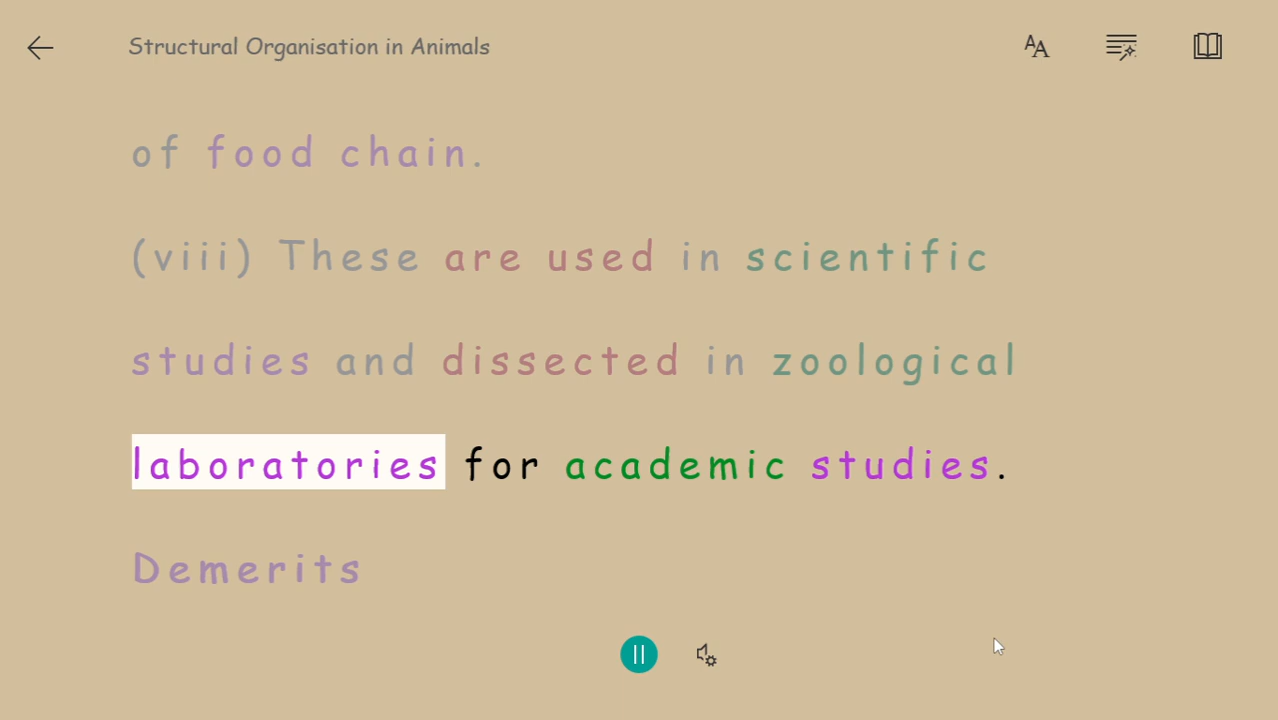 Structural Organisation in Animals
of food chain.
(viii) These are used in scientific
studies and dissected in zoological
laboratories for academic studies.
Demerits